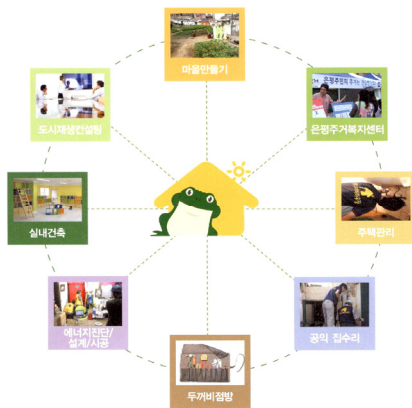 마을만들기
은평주거복지센터
주택관리
공익 집수리
두꺼비점방
에너지진단/
설계/시공
실내건축
도시재생컨설팅